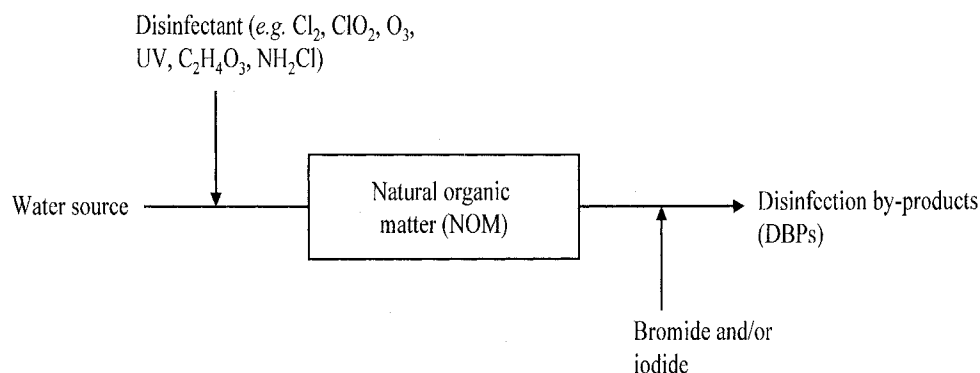 Disinfectant (e.g. Cl₂, ClO₂, O₃,
UV, C₂H₄O₃, NH₂Cl)
Water source
Natural organic
matter (NOM)
Disinfection by-products
(DBPs)
Bromide and/or
iodide